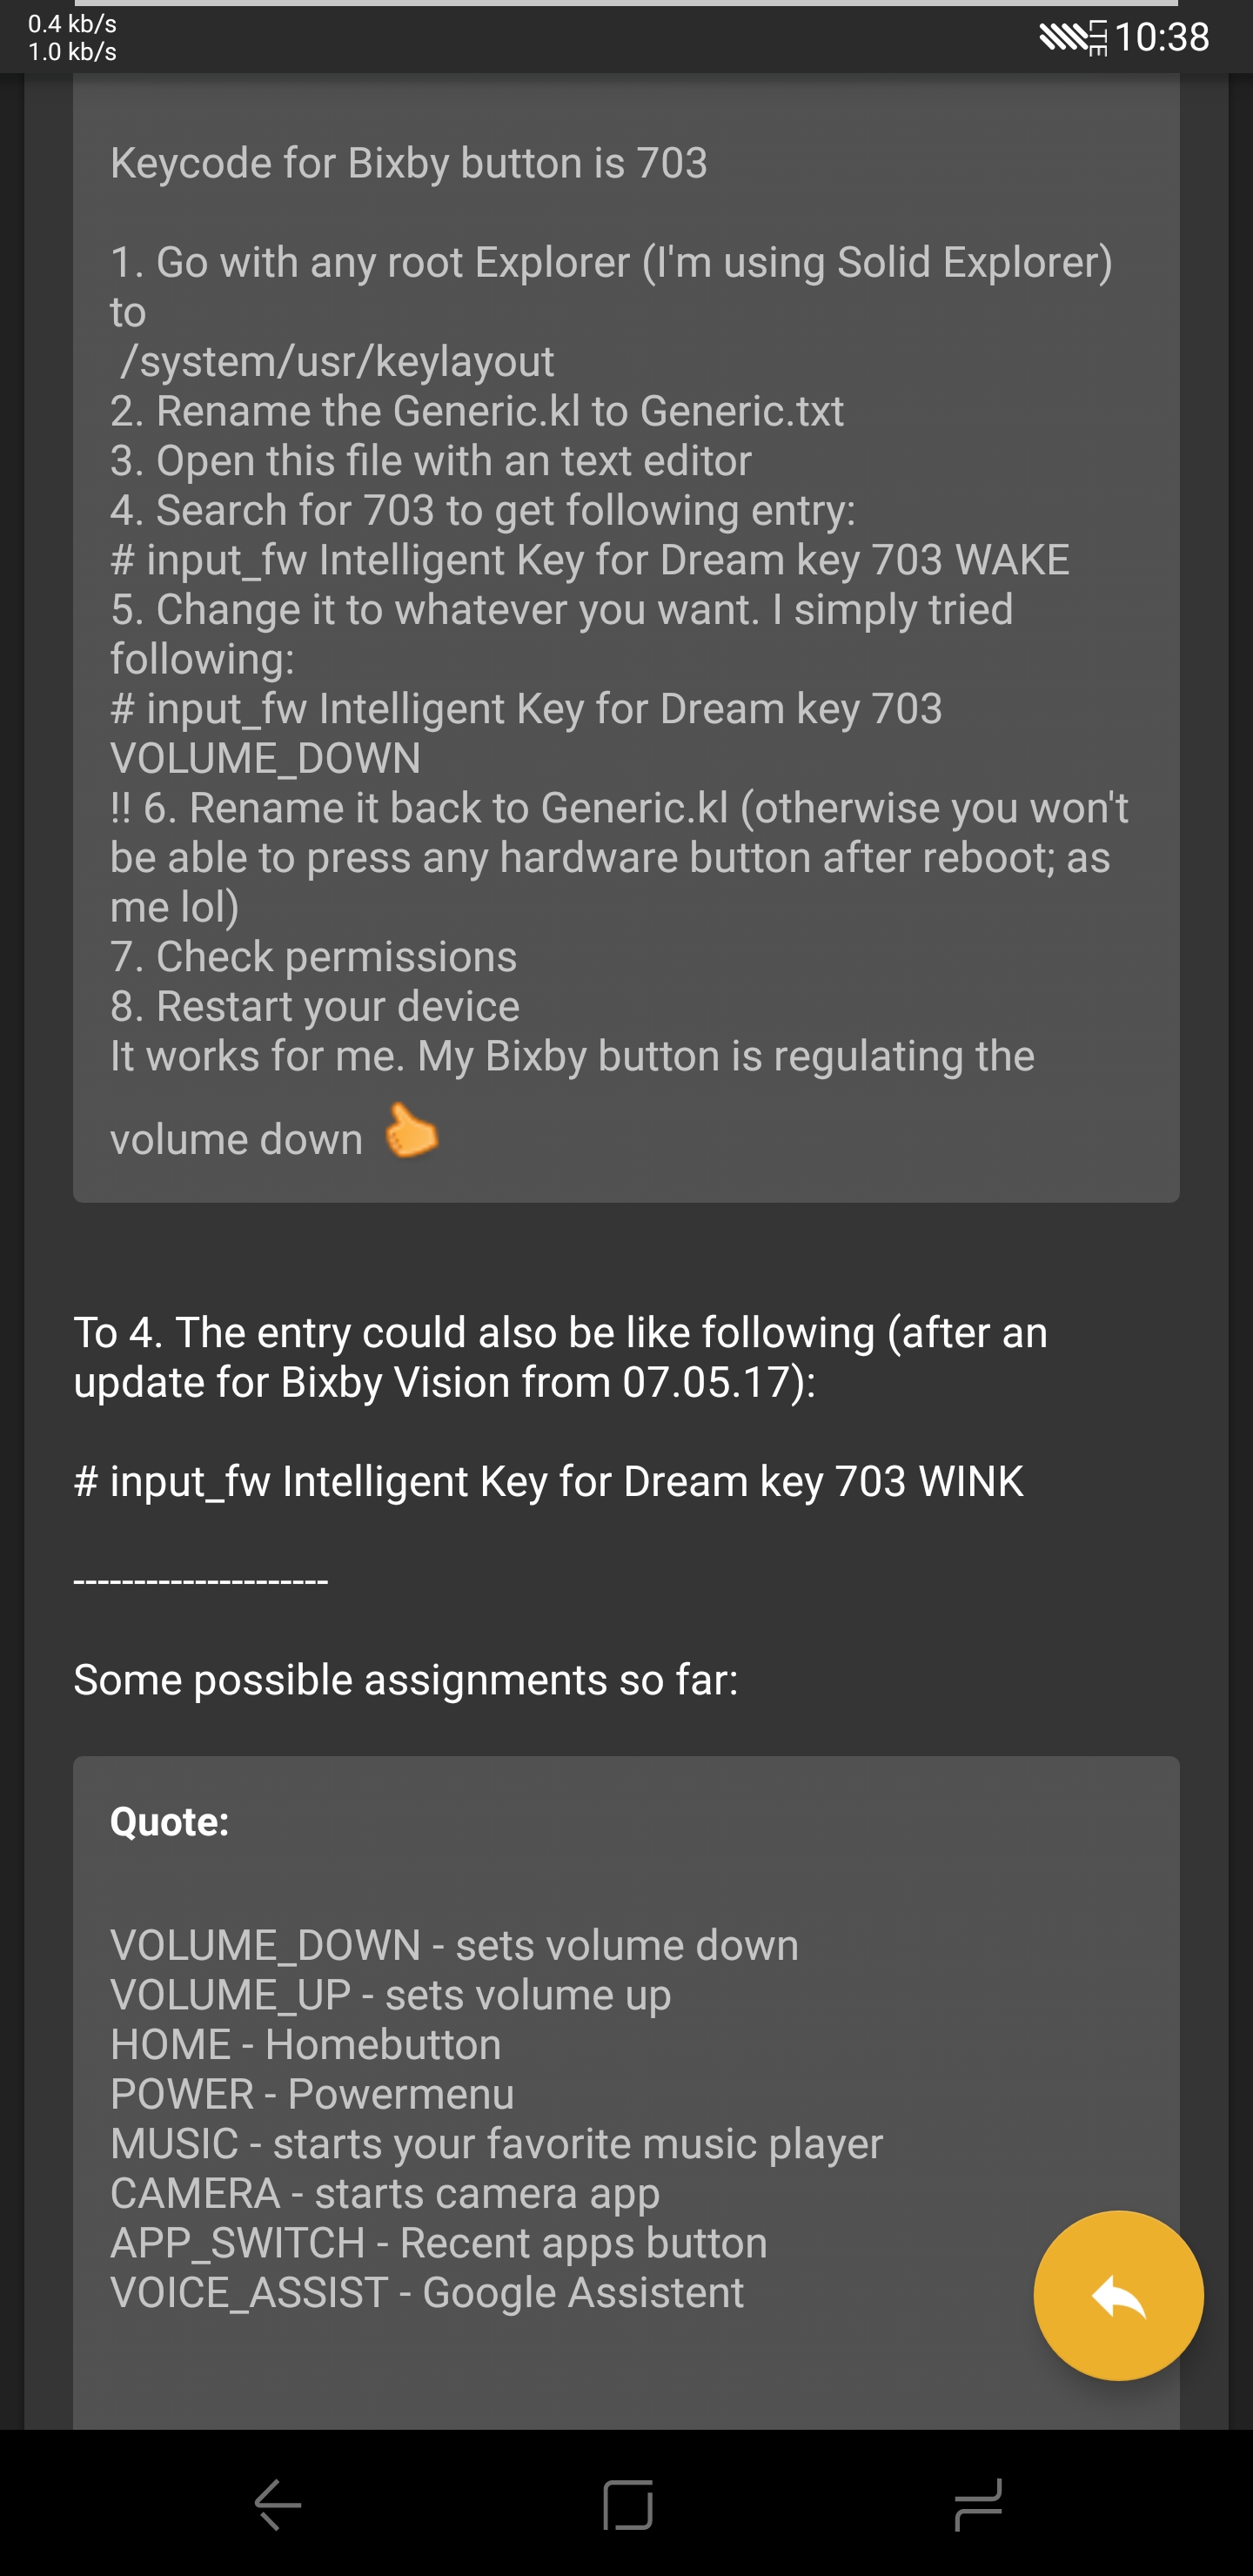 0.4 kb/s
1.0 kb/s
LTE 10:38
Keycode for Bixby button is 703
1. Go with any root Explorer (I'm using Solid Explorer)
to
/system/usr/keylayout
2. Rename the Generic.kl to Generic.txt
3. Open this file with an text editor
4. Search for 703 to get following entry:
# input_fw Intelligent Key for Dream key 703 WAKE
5. Change it to whatever you want. I simply tried
following:
# input_fw Intelligent Key for Dream key 703
VOLUME_DOWN
!! 6. Rename it back to Generic.kl (otherwise you won't
be able to press any hardware button after reboot; as
me lol)
7. Check permissions
8. Restart your device
It works for me. My Bixby button is regulating the
volume down
To 4. The entry could also be like following (after an
update for Bixby Vision from 07.05.17):
# input_fw Intelligent Key for Dream key 703 WINK
---------------------
Some possible assignments so far:
Quote:
VOLUME_DOWN - sets volume down
VOLUME_UP - sets volume up
HOME - Homebutton
POWER - Powermenu
MUSIC - starts your favorite music player
CAMERA - starts camera app
APP_SWITCH - Recent apps button
VOICE_ASSIST - Google Assistent